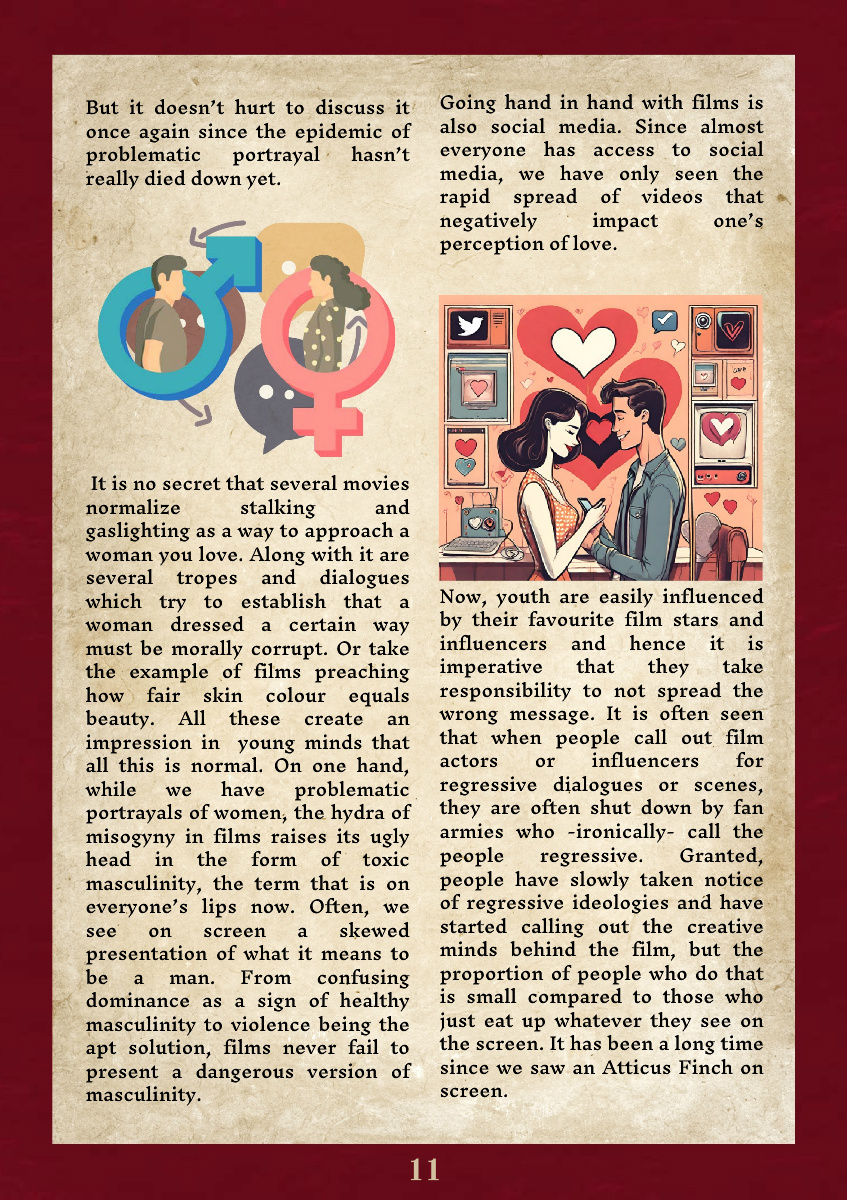 But it doesn’t hurt to discuss it
once again since the epidemic of
problematic portrayal hasn’t
really died down yet.
It is no secret that several movies
normalize stalking and
gaslighting as a way to approach a
woman you love. Along with it are
several tropes and dialogues
which try to establish that a
woman dressed a certain way
must be morally corrupt. Or take
the example of films preaching
how fair skin colour equals
beauty. All these create an
impression in young minds that
all this is normal. On one hand,
while we have problematic
portrayals of women, the hydra of
misogyny in films raises its ugly
head in the form of toxic
masculinity, the term that is on
everyone’s lips now. Often, we
see on screen a skewed
presentation of what it means to
be a man. From confusing
dominance as a sign of healthy
masculinity to violence being the
apt solution, films never fail to
present a dangerous version of
masculinity.
Going hand in hand with films is
also social media. Since almost
everyone has access to social
media, we have only seen the
rapid spread of videos that
negatively impact one’s
perception of love.
Now, youth are easily influenced
by their favourite film stars and
influencers and hence it is
imperative that they take
responsibility to not spread the
wrong message. It is often seen
that when people call out film
actors or influencers for
regressive dialogues or scenes,
they are often shut down by fan
armies who -ironically- call the
people regressive. Granted,
people have slowly taken notice
of regressive ideologies and have
started calling out the creative
minds behind the film, but the
proportion of people who do that
is small compared to those who
just eat up whatever they see on
the screen. It has been a long time
since we saw an Atticus Finch on
screen.
11